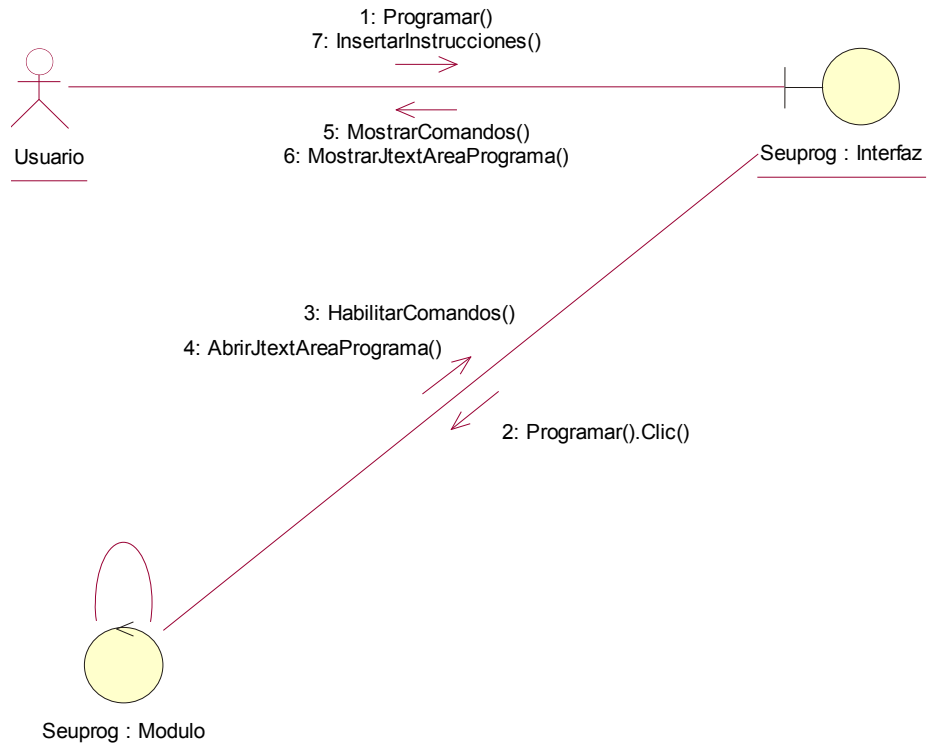 1: Programar()
7: InsertarInstrucciones()
5: MostrarComandos()
6: MostrarJtextAreaPrograma()
Usuario
Seuprog : Interfaz
3: HabilitarComandos()
4: AbrirJtextAreaPrograma()
2: Programar().Clic()
Seuprog : Modulo